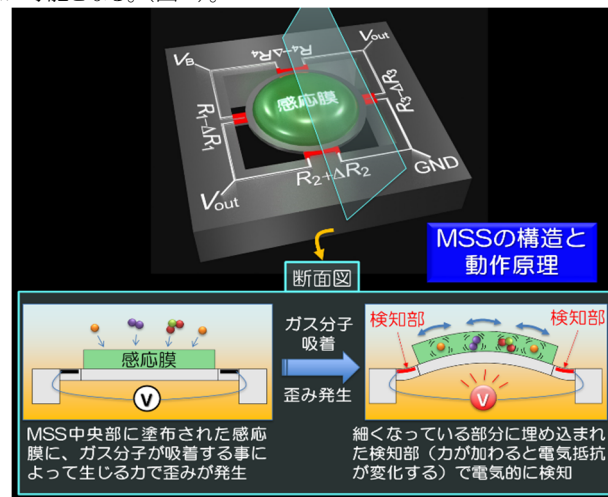 可能となる。
V_B
R₄-ΔR₄
V_out
感応膜
R₁-ΔR₁
R₃-ΔR₃
R₂+ΔR₂
GND
V_out
MSSの構造と
動作原理
断面図
感応膜
V
MSS中央部に塗布された感応
膜に、ガス分子が吸着する事に
よって生じる力で歪みが発生
ガス分子
吸着
歪み発生
検知部
検知部
V
細くなっている部分に埋め込まれ
た検知部（力が加わると電気抵抗
が変化する）で電気的に検知